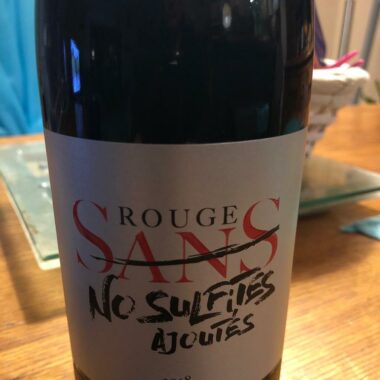 ROUGE
SANS
NO SULFITES
AJOUTÉS